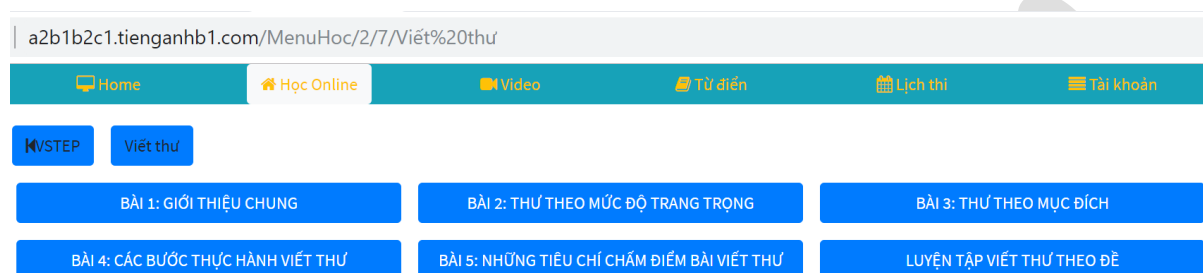 a2b1b2c1.tienganhb1.com/MenuHoc/2/7/Viết%20thư
Home Học Online Video Từ điển Lịch thi Tài khoản
VSTEP Viết thư
BÀI 1: GIỚI THIỆU CHUNG BÀI 2: THƯ THEO MỨC ĐỘ TRANG TRỌNG BÀI 3: THƯ THEO MỤC ĐÍCH
BÀI 4: CÁC BƯỚC THỰC HÀNH VIẾT THƯ BÀI 5: NHỮNG TIÊU CHÍ CHẤM ĐIỂM BÀI VIẾT THƯ LUYỆN TẬP VIẾT THƯ THEO ĐỀ